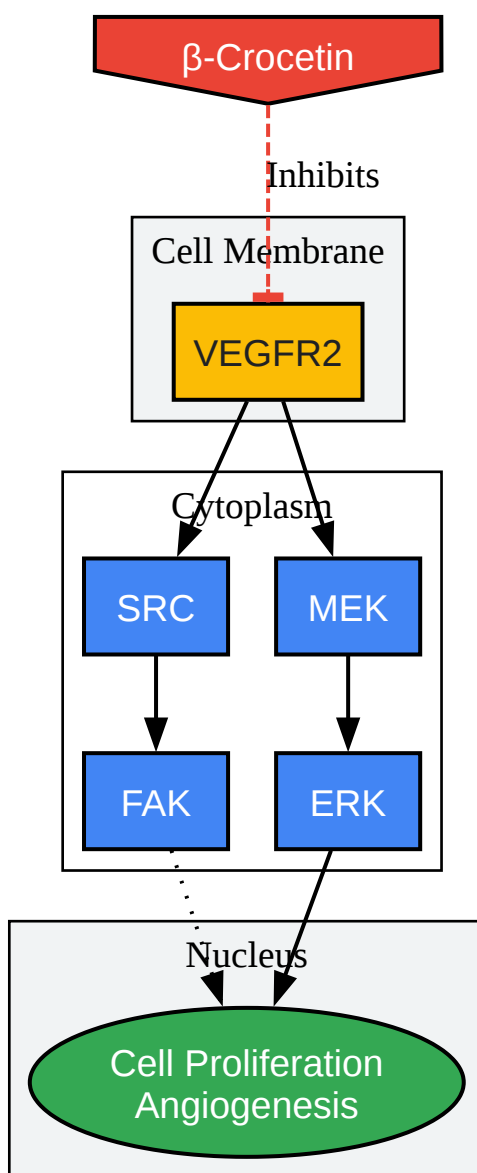 β-Crocetin
Inhibits
Cell Membrane
VEGFR2
Cytoplasm
SRC
MEK
FAK
ERK
Nucleus
Cell Proliferation
Angiogenesis